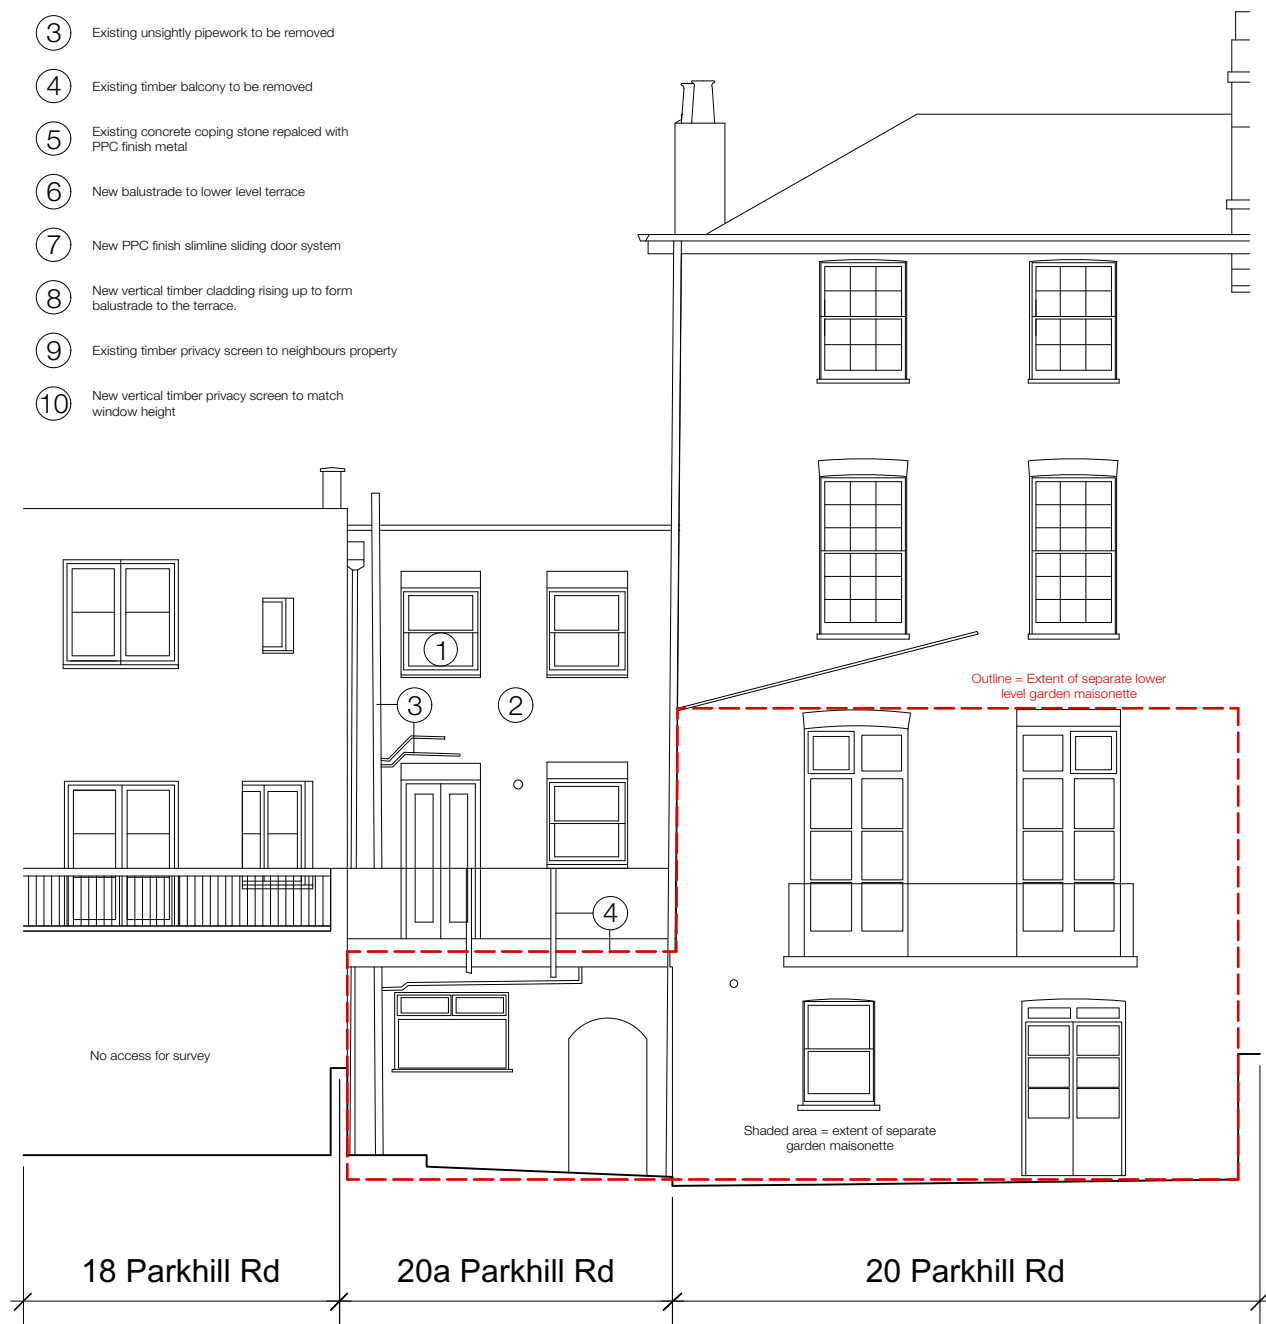 3 Existing unsightly pipework to be removed
4 Existing timber balcony to be removed
5 Existing concrete coping stone repalced with
PPC finish metal
6 New balustrade to lower level terrace
7 New PPC finish slimline sliding door system
8 New vertical timber cladding rising up to form
balustrade to the terrace.
9 Existing timber privacy screen to neighbours property
10 New vertical timber privacy screen to match
window height
1
2
3
Outline = Extent of separate lower
level garden maisonette
4
No access for survey
Shaded area = extent of separate
garden maisonette
18 Parkhill Rd
20a Parkhill Rd
20 Parkhill Rd